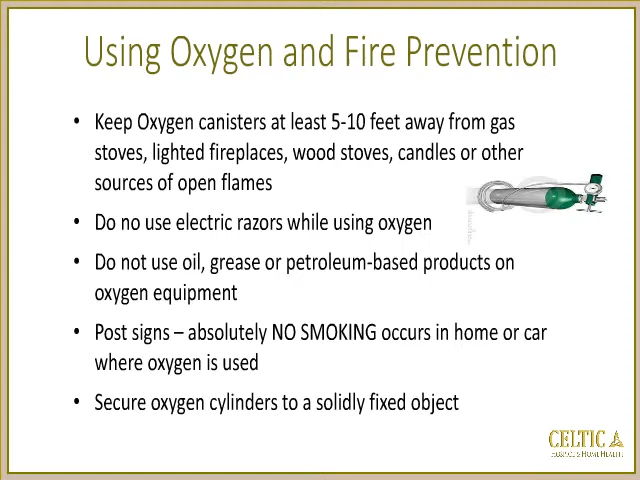 Using Oxygen and Fire Prevention
• Keep Oxygen canisters at least 5-10 feet away from gas
stoves, lighted fireplaces, wood stoves, candles or other
sources of open flames
• Do no use electric razors while using oxygen
• Do not use oil, grease or petroleum-based products on
oxygen equipment
• Post signs – absolutely NO SMOKING occurs in home or car
where oxygen is used
• Secure oxygen cylinders to a solidly fixed object
CELTIC
HOSPICE & HOME HEALTH